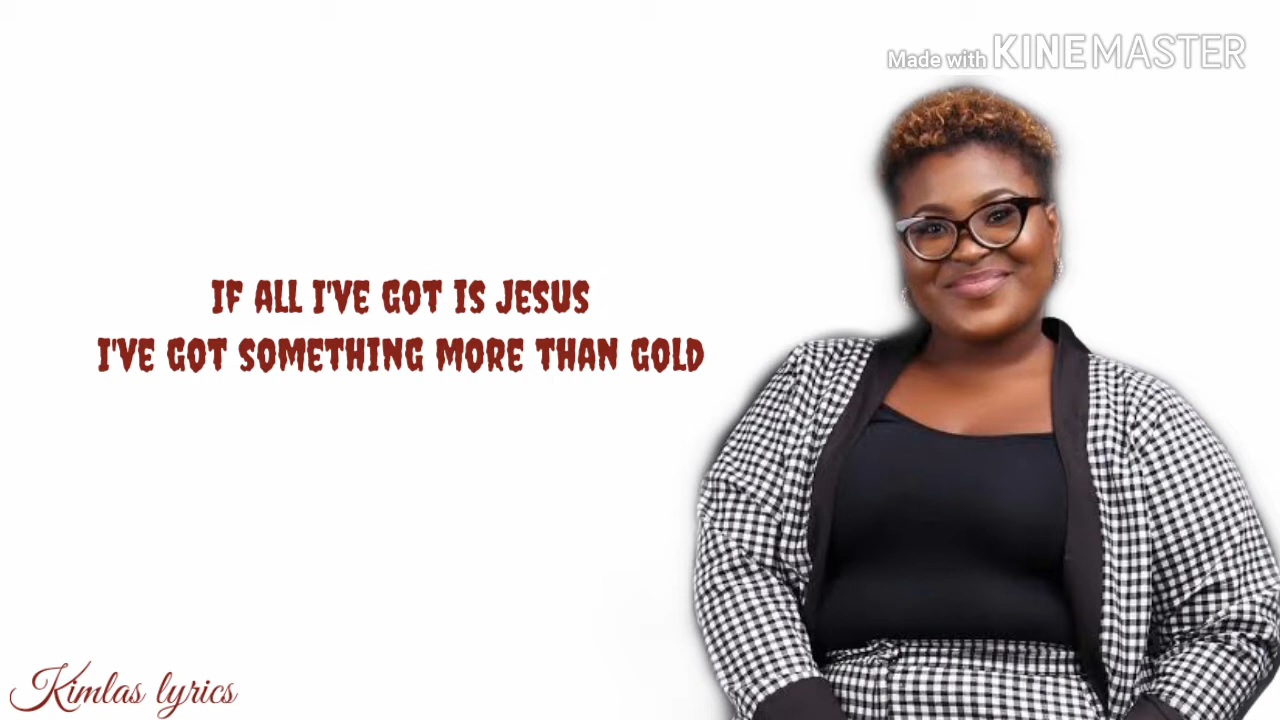 Made with KINEMASTER
IF ALL I'VE GOT IS JESUS
I'VE GOT SOMETHING MORE THAN GOLD
Kimlas lyrics